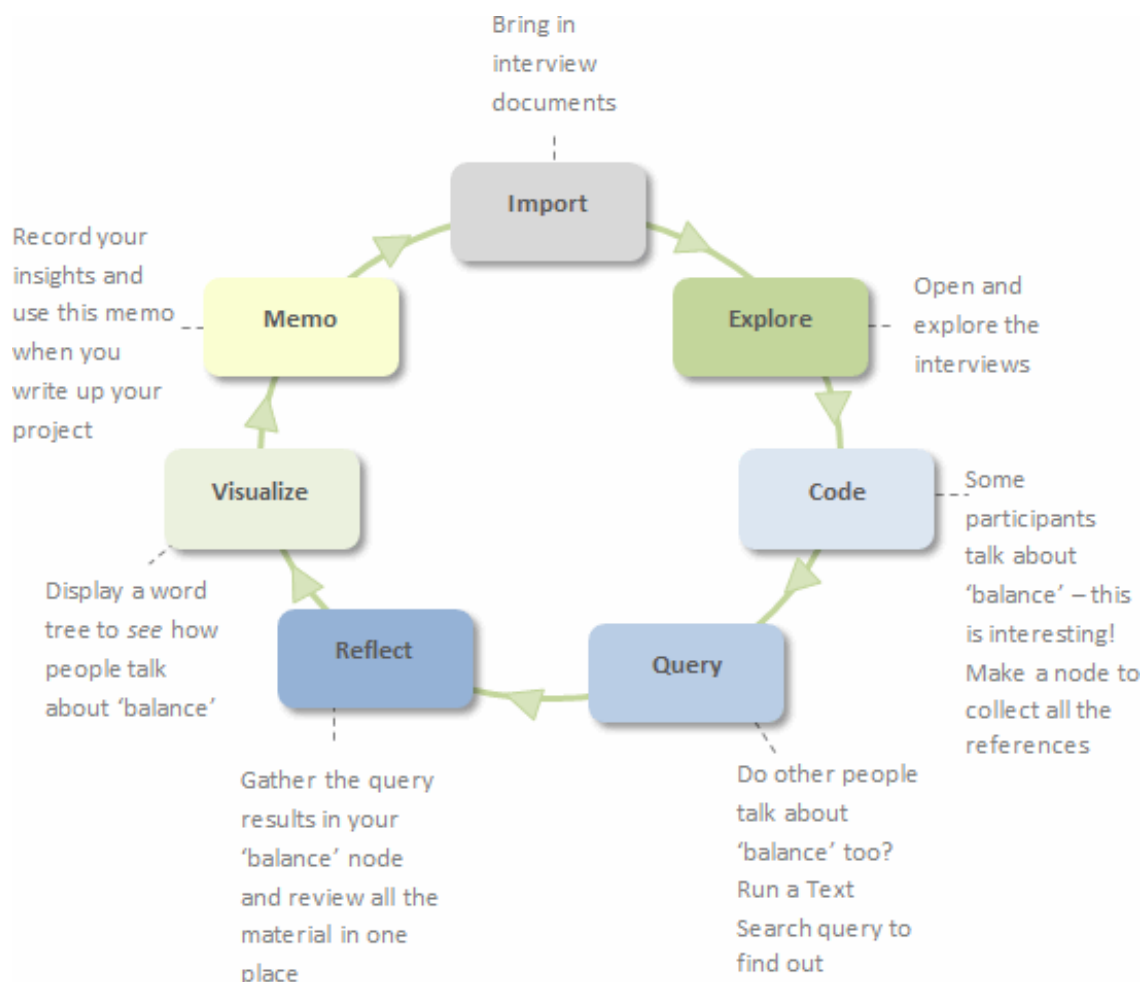 Bring in
interview
documents
Import
Explore
Open and
explore the
interviews
Code
Some
participants
talk about
‘balance’ – this
is interesting!
Make a node to
collect all the
references
Query
Do other people
talk about
‘balance’ too?
Run a Text
Search query to
find out
Reflect
Gather the query
results in your
‘balance’ node
and review all the
material in one
place
Visualize
Display a word
tree to see how
people talk
about ‘balance’
Memo
Record your
insights and
use this memo
when you
write up your
project